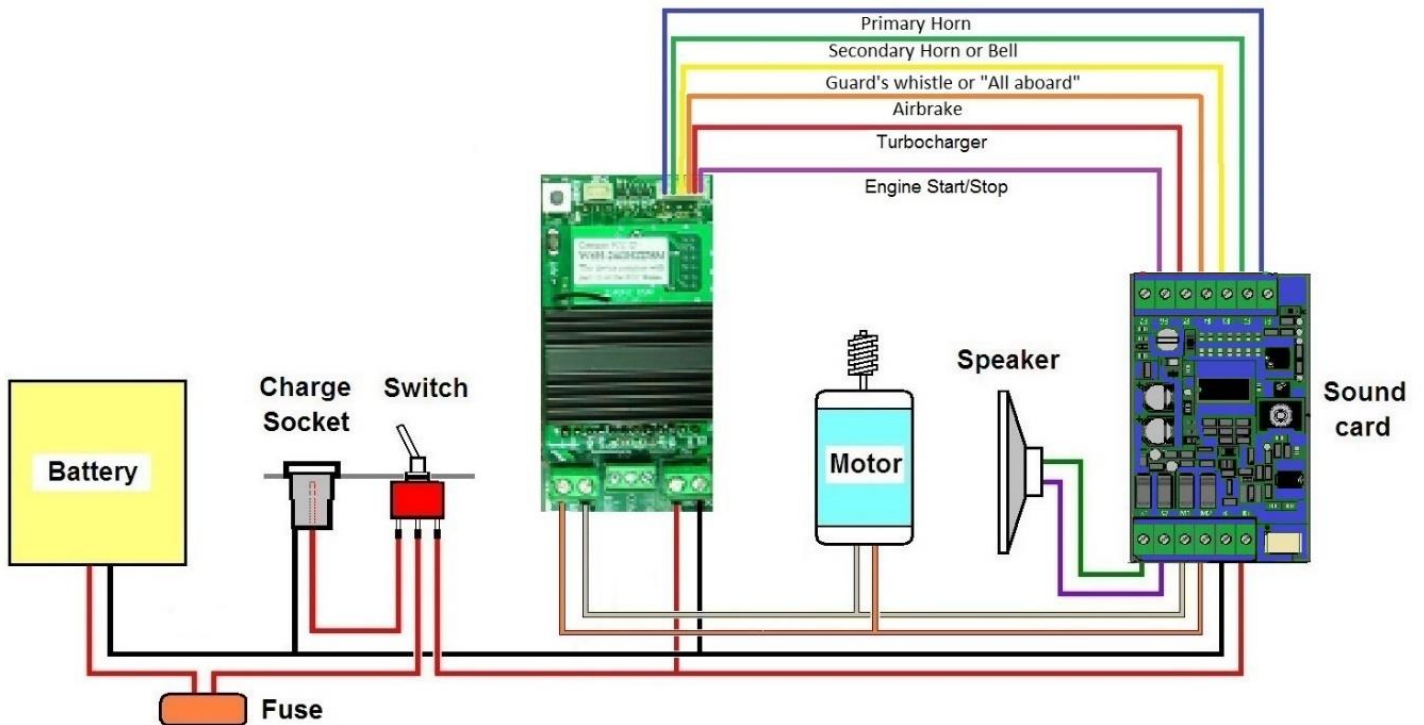 Primary Horn
Secondary Horn or Bell
Guard's whistle or "All aboard"
Airbrake
Turbocharger
Engine Start/Stop
Charge
Socket
Switch
Speaker
Sound
card
Battery
Motor
Fuse